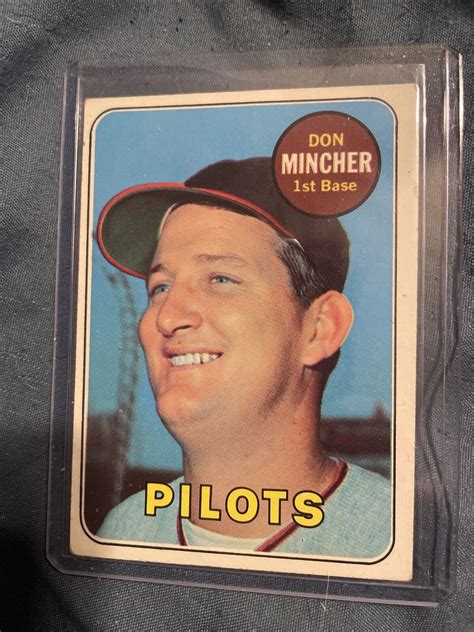 DON
MINCHER
1st Base
PILOTS